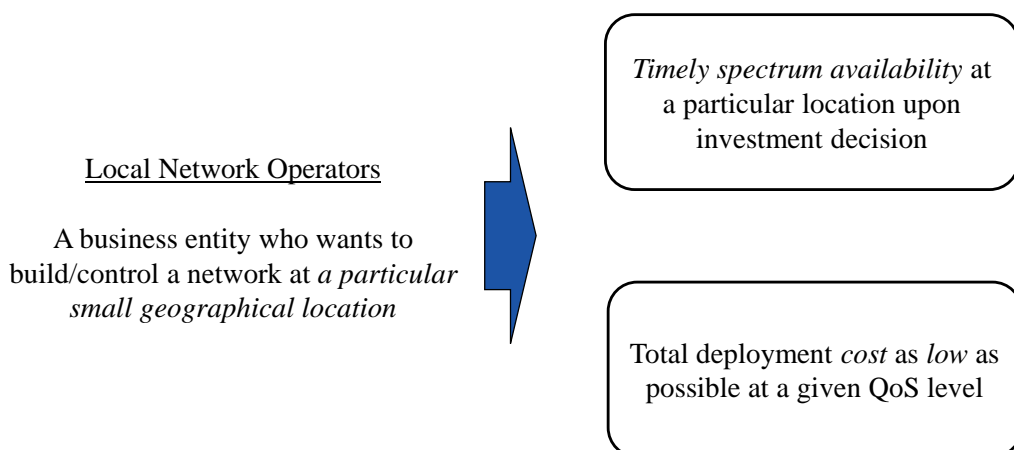 Local Network Operators
A business entity who wants to
build/control a network at a particular
small geographical location
Timely spectrum availability at
a particular location upon
investment decision
Total deployment cost as low as
possible at a given QoS level